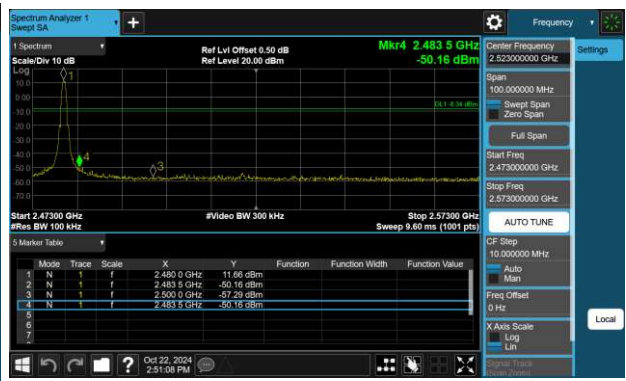 Spectrum Analyzer 1
Swept SA
+
Frequency
1 Spectrum
Scale/Div 10 dB
Ref Lvl Offset 0.50 dB
Ref Level 20.00 dBm
Mkr4 2.483 5 GHz
-50.16 dBm
Log
10.0
0.00
-10.0
-20.0
-30.0
-40.0
-50.0
-60.0
-70.0
1
4
3
DL1 -8.34 dBm
Start 2.47300 GHz
#Res BW 100 kHz
#Video BW 300 kHz
Stop 2.57300 GHz
Sweep 9.60 ms (1001 pts)
5 Marker Table
Mode Trace Scale X Y Function Function Width Function Value
1 N 1 f 2.480 0 GHz 11.66 dBm
2 N 1 f 2.483 5 GHz -50.16 dBm
3 N 1 f 2.500 0 GHz -57.29 dBm
4 N 1 f 2.483 5 GHz -50.16 dBm
5
6
7
?
Oct 22, 2024
2:51:08 PM
Center Frequency
2.523000000 GHz
Settings
Span
100.000000 MHz
Swept Span
Zero Span
Full Span
Start Freq
2.473000000 GHz
Stop Freq
2.573000000 GHz
AUTO TUNE
CF Step
10.000000 MHz
Auto
Man
Freq Offset
0 Hz
X Axis Scale
Log
Lin
Local
Signal Track
(Span Zoom)